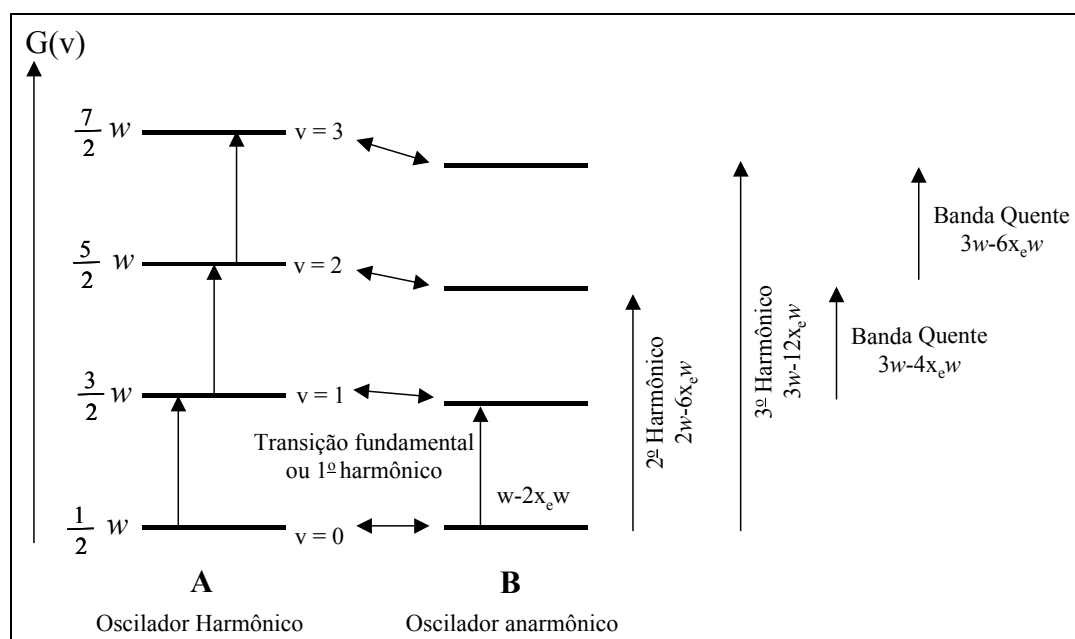 G(v)
7/2 w
v = 3
5/2 w
v = 2
3/2 w
v = 1
Transição fundamental
ou 1º harmônico
w-2xₑw
1/2 w
v = 0
2º Harmônico
2w-6xₑw
3º Harmônico
3w-12xₑw
Banda Quente
3w-6xₑw
Banda Quente
3w-4xₑw
A
Oscilador Harmônico
B
Oscilador anarmônico